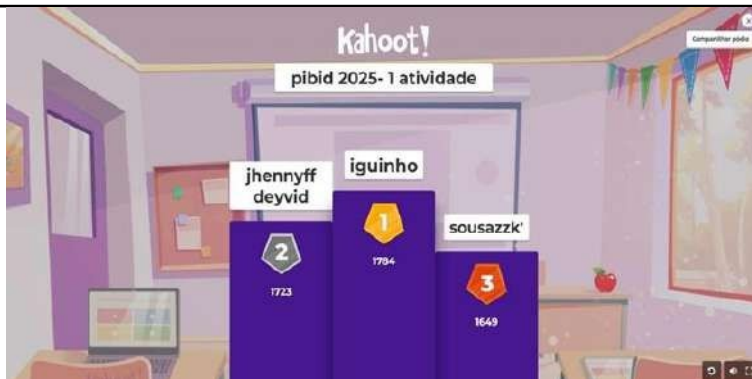 Kahoot!
Compartilhar pódio
pibid 2025- 1 atividade
jhennyff
deyvid
iguinho
sousazzk'
2
1
3
1723
1784
1649